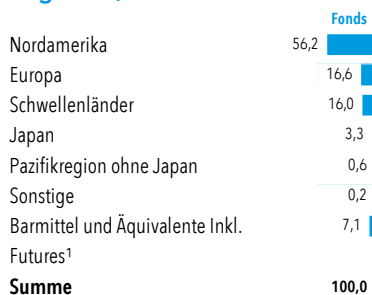 Fonds
Nordamerika 56,2
Europa 16,6
Schwellenländer 16,0
Japan 3,3
Pazifikregion ohne Japan 0,6
Sonstige 0,2
Barmittel und Äquivalente Inkl. 7,1
Futures¹
Summe 100,0